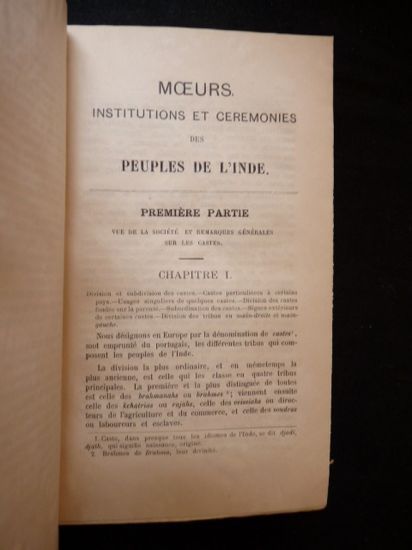 MŒURS.
INSTITUTIONS ET CEREMONIES
DES
PEUPLES DE L'INDE.
PREMIÈRE PARTIE
VUE DE LA SOCIÉTÉ ET REMARQUES GÉNÉRALES
SUR LES CASTES.
CHAPITRE I.
Division et subdivision des castes.—Castes particulières à certains
pays.—Usages singuliers de quelques castes.—Division des castes
fondée sur la parenté.—Subordination des castes.—Signes extérieurs
de certaines castes.—Division des tribus en main-droite et main-
gauche.
Nous désignons en Europe par la dénomination de castes¹,
mot emprunté du portugais, les différentes tribus qui com-
posent les peuples de l'Inde.
La division la plus ordinaire, et en mêmetemps la
plus ancienne, est celle qui les classe en quatre tribus
principales. La première et la plus distinguée de toutes
est celle des brahmanahs ou brahmes²; viennent ensuite
celle des kchatrias ou rajahs, celle des veissiahs ou direc-
teurs de l'agriculture et du commerce, et celle des soudras
ou laboureurs et esclaves.
1. Caste, dans presque tous les idiomes de l'Inde, se dit djadi,
djath, qui signifie naissance, origine.
2. Brahmes de Brahma, leur divinité.